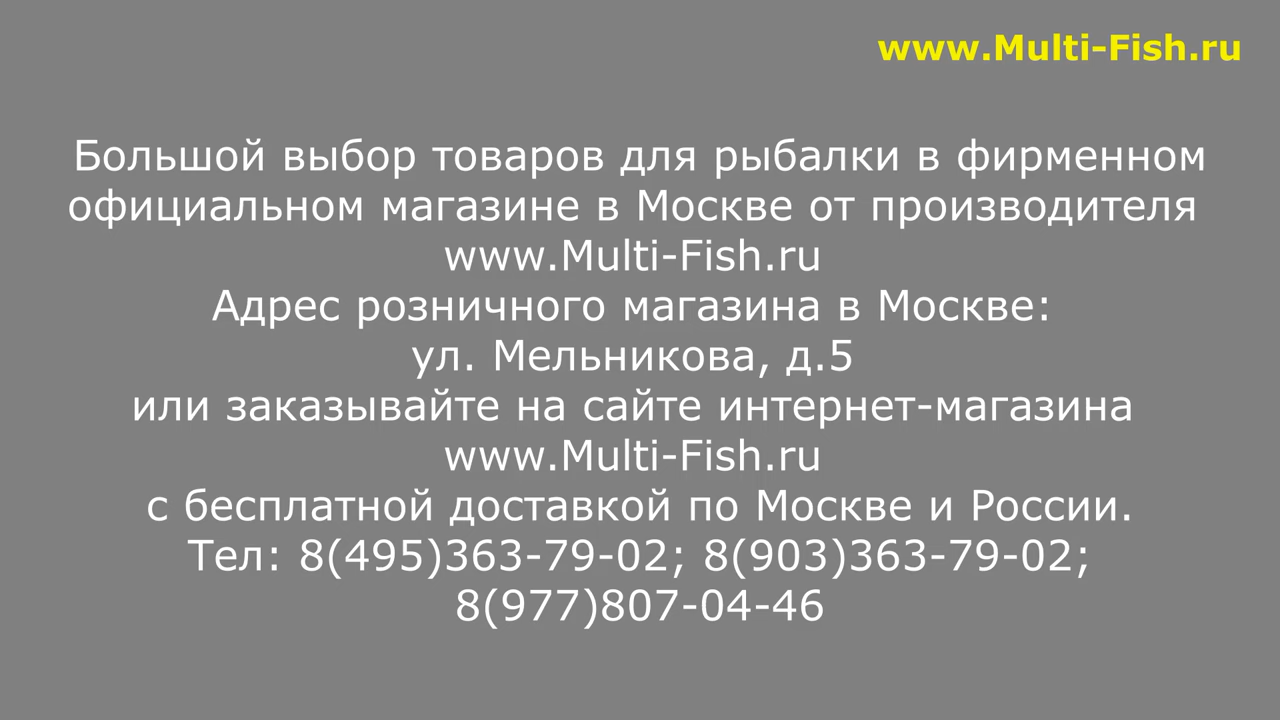 www.Multi-Fish.ru
Большой выбор товаров для рыбалки в фирменном
официальном магазине в Москве от производителя
www.Multi-Fish.ru
Адрес розничного магазина в Москве:
ул. Мельникова, д.5
или заказывайте на сайте интернет-магазина
www.Multi-Fish.ru
с бесплатной доставкой по Москве и России.
Тел: 8(495)363-79-02; 8(903)363-79-02;
8(977)807-04-46